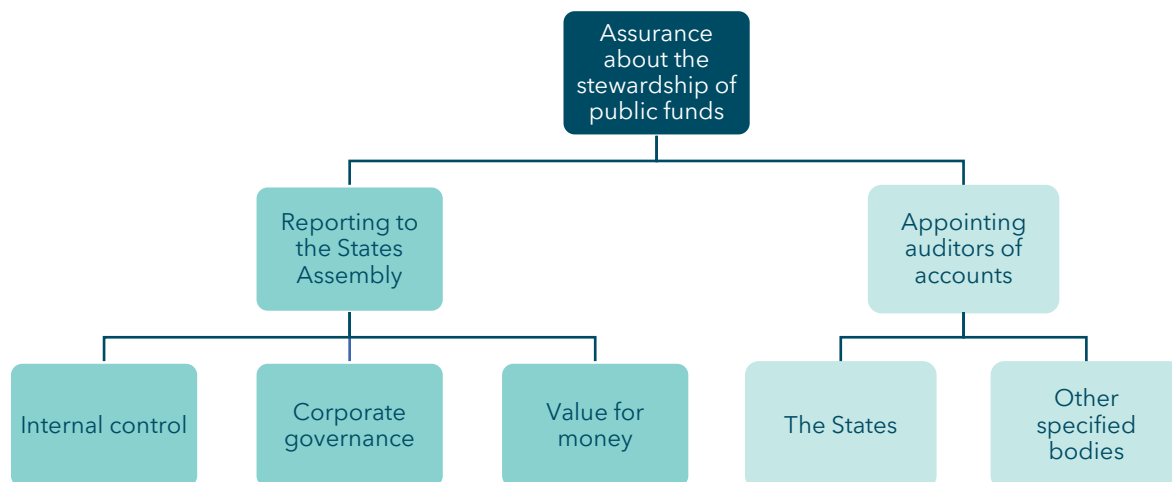 Assurance
about the
stewardship of
public funds
Reporting to
the States
Assembly
Appointing
auditors of
accounts
Internal control
Corporate
governance
Value for
money
The States
Other
specified
bodies